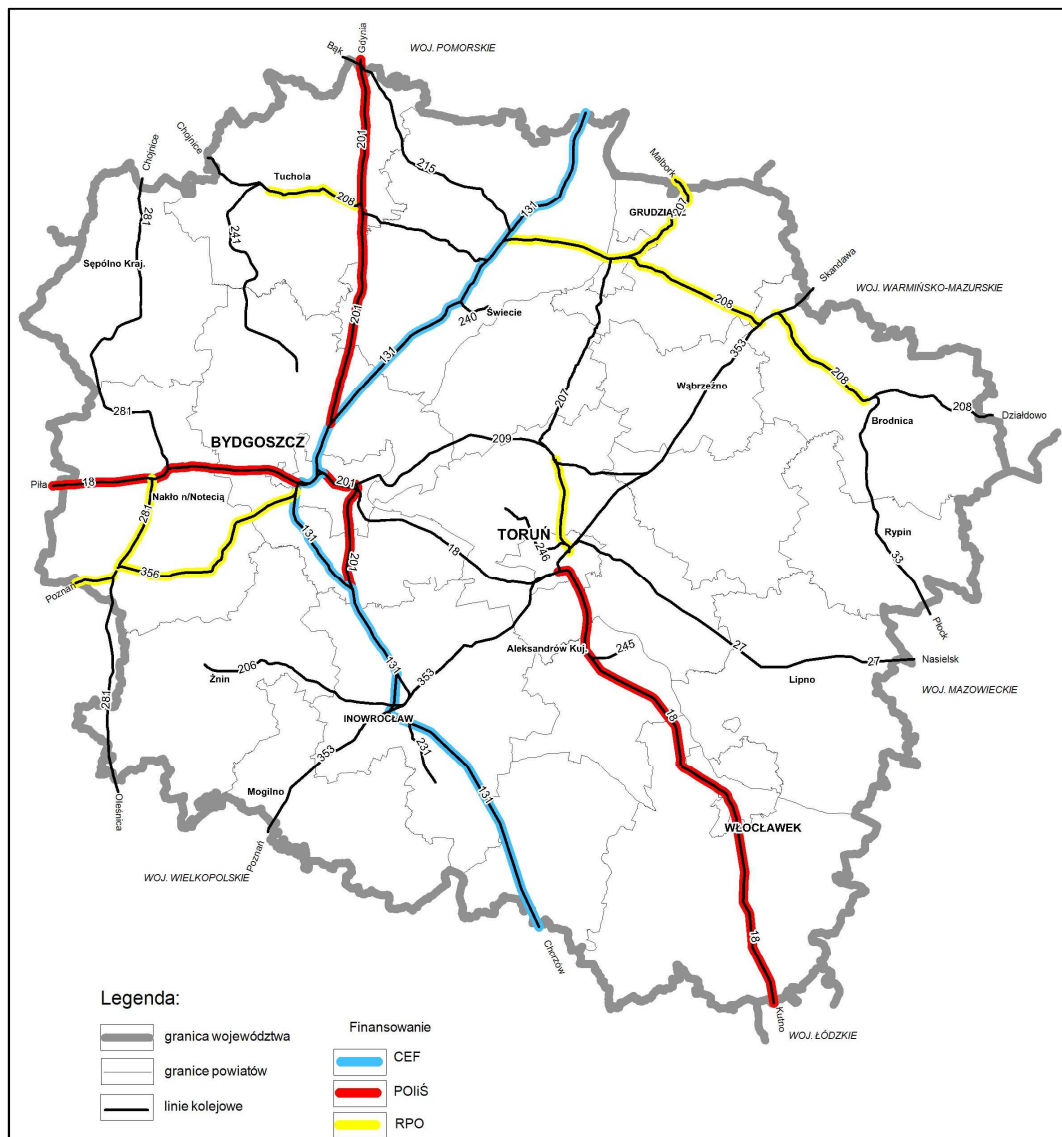 Bąk
Gdynia
WOJ. POMORSKIE
201
215
Chojnice
Chojnice
Tuchola
208
281
241
131
Malbork
207
GRUDZIĄDZ
Skandawa
WOJ. WARMIŃSKO-MAZURSKIE
Sępólno Kraj.
201
240
Świecie
208
353
131
Wąbrzeźno
208
207
281
Brodnica
208
Działdowo
BYDGOSZCZ
209
Piła
18
201
Nakło n/Notecią
281
131
TORUŃ
246
18
201
Rypin
33
356
Poznań
Płock
Aleksandrów Kuj.
245
27
27
Nasielsk
131
353
206
Żnin
Lipno
WOJ. MAZOWIECKIE
281
INOWROCŁAW
18
231
353
131
Mogilno
Oleśnica
Poznań
WŁOCŁAWEK
WOJ. WIELKOPOLSKIE
Chorzów
18
Kutno
WOJ. ŁÓDZKIE
Legenda:
granica województwa
granice powiatów
linie kolejowe
Finansowanie
CEF
POIiŚ
RPO